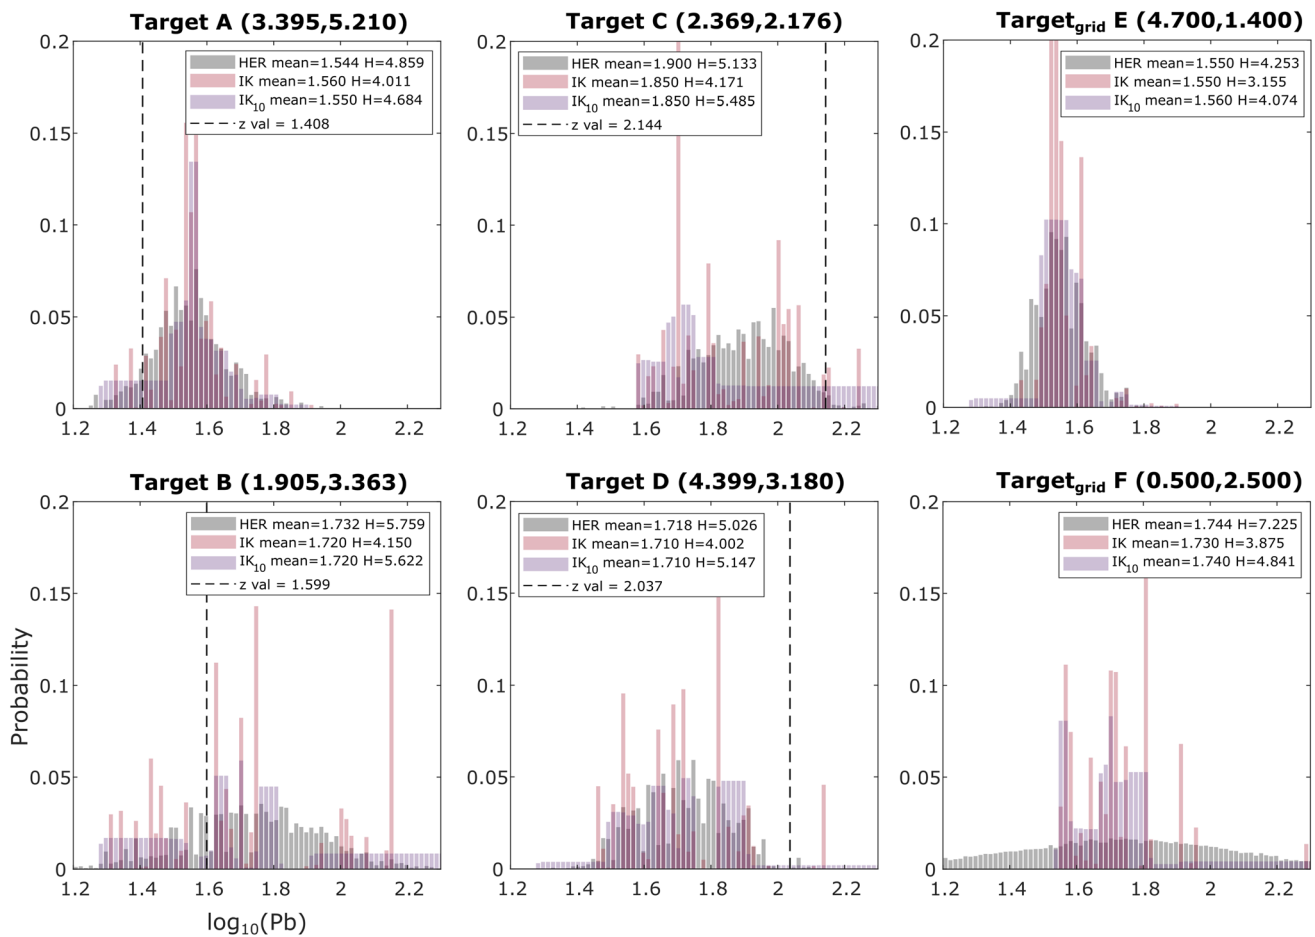 Target A (3.395,5.210)
0.2
0.15
0.1
0.05
0
1.2 1.4 1.6 1.8 2 2.2
HER mean=1.544 H=4.859
IK mean=1.560 H=4.011
IK10 mean=1.550 H=4.684
z val = 1.408
Target C (2.369,2.176)
0.2
0.15
0.1
0.05
0
1.2 1.4 1.6 1.8 2 2.2
HER mean=1.900 H=5.133
IK mean=1.850 H=4.171
IK10 mean=1.850 H=5.485
z val = 2.144
Targetgrid E (4.700,1.400)
0.2
0.15
0.1
0.05
0
1.2 1.4 1.6 1.8 2 2.2
HER mean=1.550 H=4.253
IK mean=1.550 H=3.155
IK10 mean=1.560 H=4.074
Target B (1.905,3.363)
0.2
0.15
0.1
0.05
0
1.2 1.4 1.6 1.8 2 2.2
HER mean=1.732 H=5.759
IK mean=1.720 H=4.150
IK10 mean=1.720 H=5.622
z val = 1.599
Probability
log10(Pb)
Target D (4.399,3.180)
0.2
0.15
0.1
0.05
0
1.2 1.4 1.6 1.8 2 2.2
HER mean=1.718 H=5.026
IK mean=1.710 H=4.002
IK10 mean=1.710 H=5.147
z val = 2.037
Targetgrid F (0.500,2.500)
0.2
0.15
0.1
0.05
0
1.2 1.4 1.6 1.8 2 2.2
HER mean=1.744 H=7.225
IK mean=1.730 H=3.875
IK10 mean=1.740 H=4.841